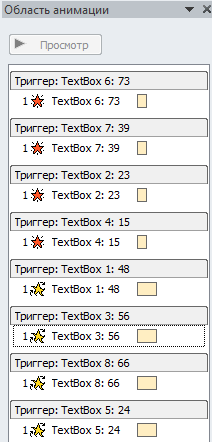 Область анимации
Просмотр
Триггер: TextBox 6: 73
1 TextBox 6: 73
Триггер: TextBox 7: 39
1 TextBox 7: 39
Триггер: TextBox 2: 23
1 TextBox 2: 23
Триггер: TextBox 4: 15
1 TextBox 4: 15
Триггер: TextBox 1: 48
1 TextBox 1: 48
Триггер: TextBox 3: 56
1 TextBox 3: 56
Триггер: TextBox 8: 66
1 TextBox 8: 66
Триггер: TextBox 5: 24
1 TextBox 5: 24